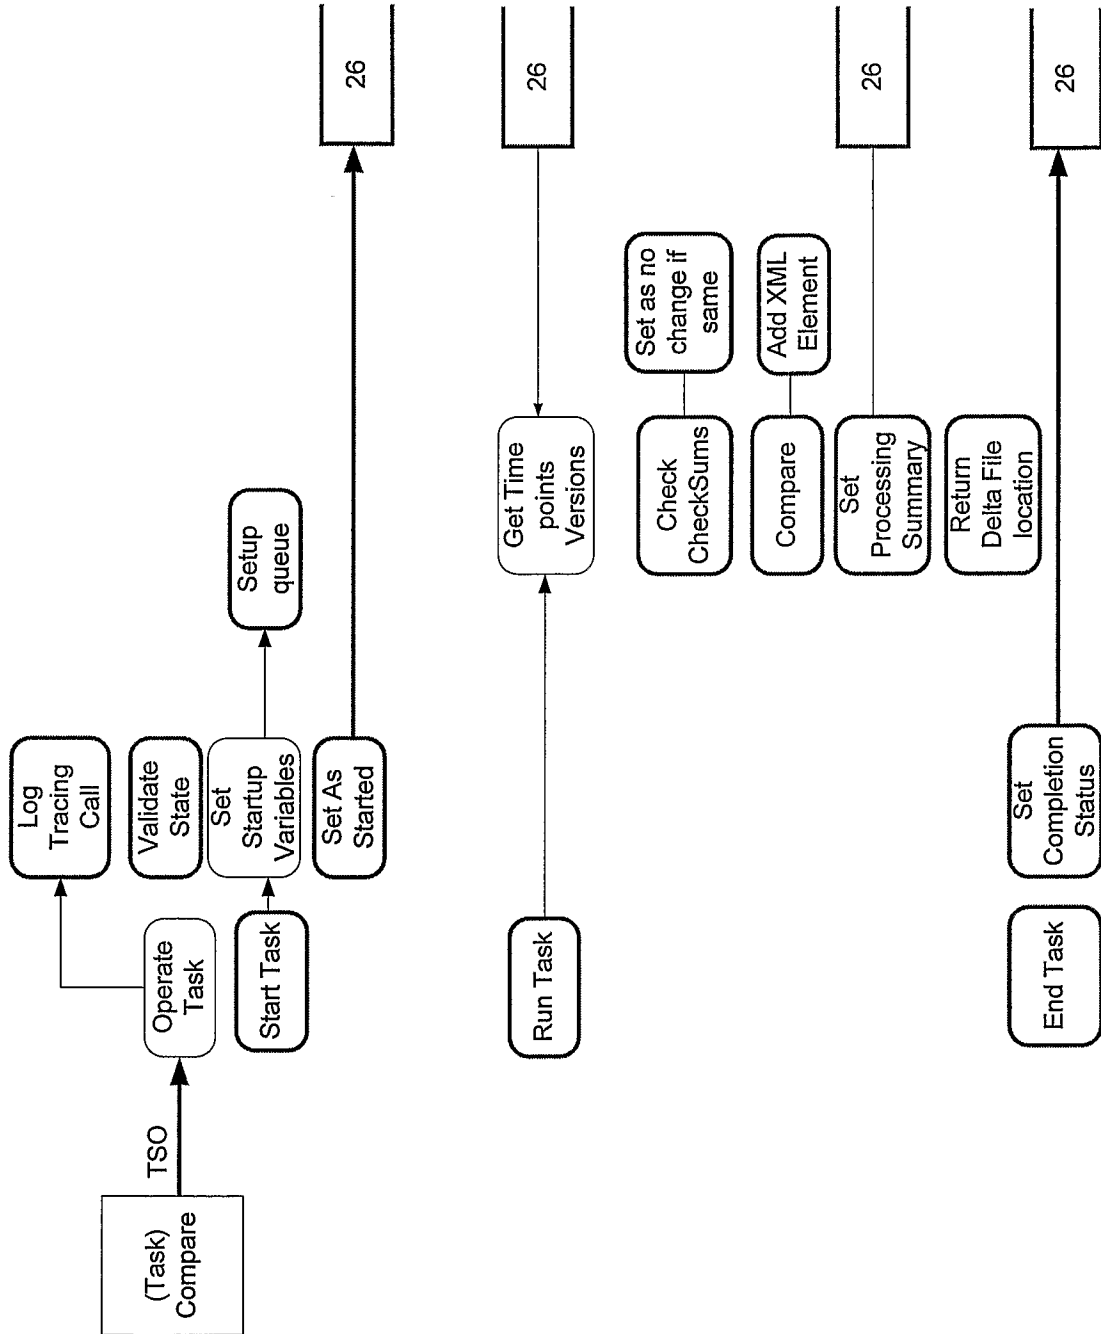 (Task)
Compare
TSO
Operate
Task
Log
Tracing
Call
Validate
State
Start Task
Set
Startup
Variables
Setup
queue
Set As
Started
26
Run Task
Get Time
points
Versions
26
Check
CheckSums
Set as no
change if
same
Compare
Add XML
Element
Set
Processing
Summary
26
Return
Delta File
location
End Task
Set
Completion
Status
26